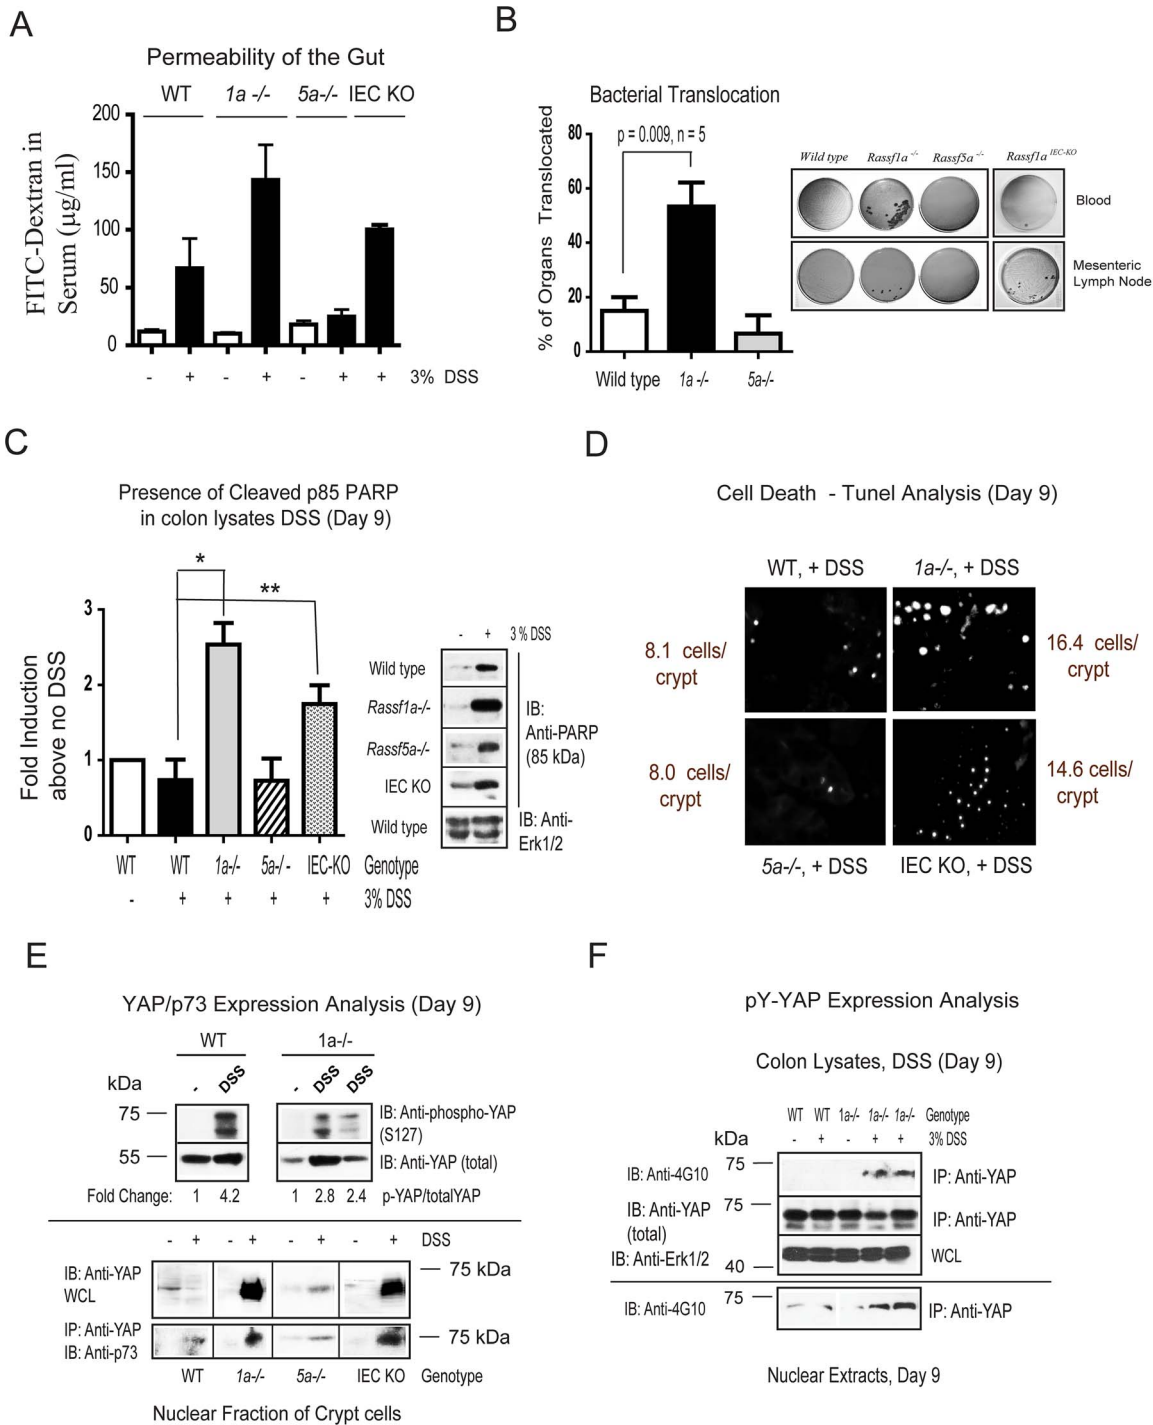 A
Permeability of the Gut
WT 1a -/- 5a-/- IEC KO
FITC-Dextran in
Serum (µg/ml)
200
150
100
50
0
- + - + - + + 3% DSS
B
Bacterial Translocation
% of Organs Translocated
80
60
40
20
0
p = 0.009, n = 5
Wild type 1a -/- 5a-/-
Wild type Rassf1a -/- Rassf5a -/- Rassf1a IEC-KO
Blood
Mesenteric
Lymph Node
C
Presence of Cleaved p85 PARP
in colon lysates DSS (Day 9)
Fold Induction
above no DSS
3
2
1
0
*
**
WT WT 1a-/- 5a-/- IEC-KO Genotype
- + + + + 3% DSS
- + 3 % DSS
Wild type
Rassf1a-/-
Rassf5a-/-
IEC KO
Wild type
IB:
Anti-PARP
(85 kDa)
IB: Anti-
Erk1/2
D
Cell Death - Tunel Analysis (Day 9)
WT, + DSS 1a-/-, + DSS
8.1 cells/
crypt
16.4 cells/
crypt
8.0 cells/
crypt
14.6 cells/
crypt
5a-/-, + DSS IEC KO, + DSS
E
YAP/p73 Expression Analysis (Day 9)
WT 1a-/-
kDa - DSS - DSS DSS
75
55
IB: Anti-phospho-YAP
(S127)
IB: Anti-YAP (total)
Fold Change: 1 4.2 1 2.8 2.4 p-YAP/totalYAP
- + - + - + - + DSS
IB: Anti-YAP
WCL
75 kDa
IP: Anti-YAP
IB: Anti-p73
75 kDa
WT 1a-/- 5a-/- IEC KO Genotype
Nuclear Fraction of Crypt cells
F
pY-YAP Expression Analysis
Colon Lysates, DSS (Day 9)
WT WT 1a-/- 1a-/- 1a-/- Genotype
kDa - + - + + 3% DSS
IB: Anti-4G10 75 IP: Anti-YAP
IB: Anti-YAP
(total)
75 IP: Anti-YAP
IB: Anti-Erk1/2 40 WCL
IB: Anti-4G10 75 IP: Anti-YAP
Nuclear Extracts, Day 9